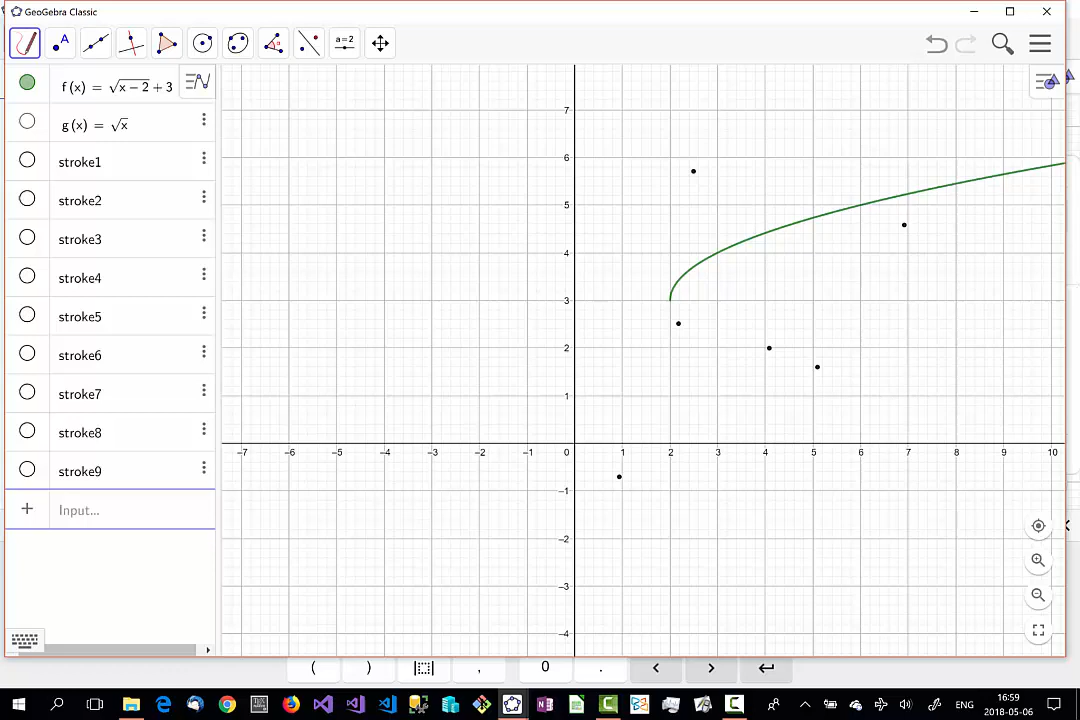 GeoGebra Classic
A
a=2
f(x) = √x−2 + 3
g(x) = √x
stroke1
stroke2
stroke3
stroke4
stroke5
stroke6
stroke7
stroke8
stroke9
+ Input...
7
6
5
4
3
2
1
−7 −6 −5 −4 −3 −2 −1 0 1 2 3 4 5 6 7 8 9 10
−1
−2
−3
−4
( ) |⬚| , 0 . < > ↵
ENG
16:59
2018-05-06